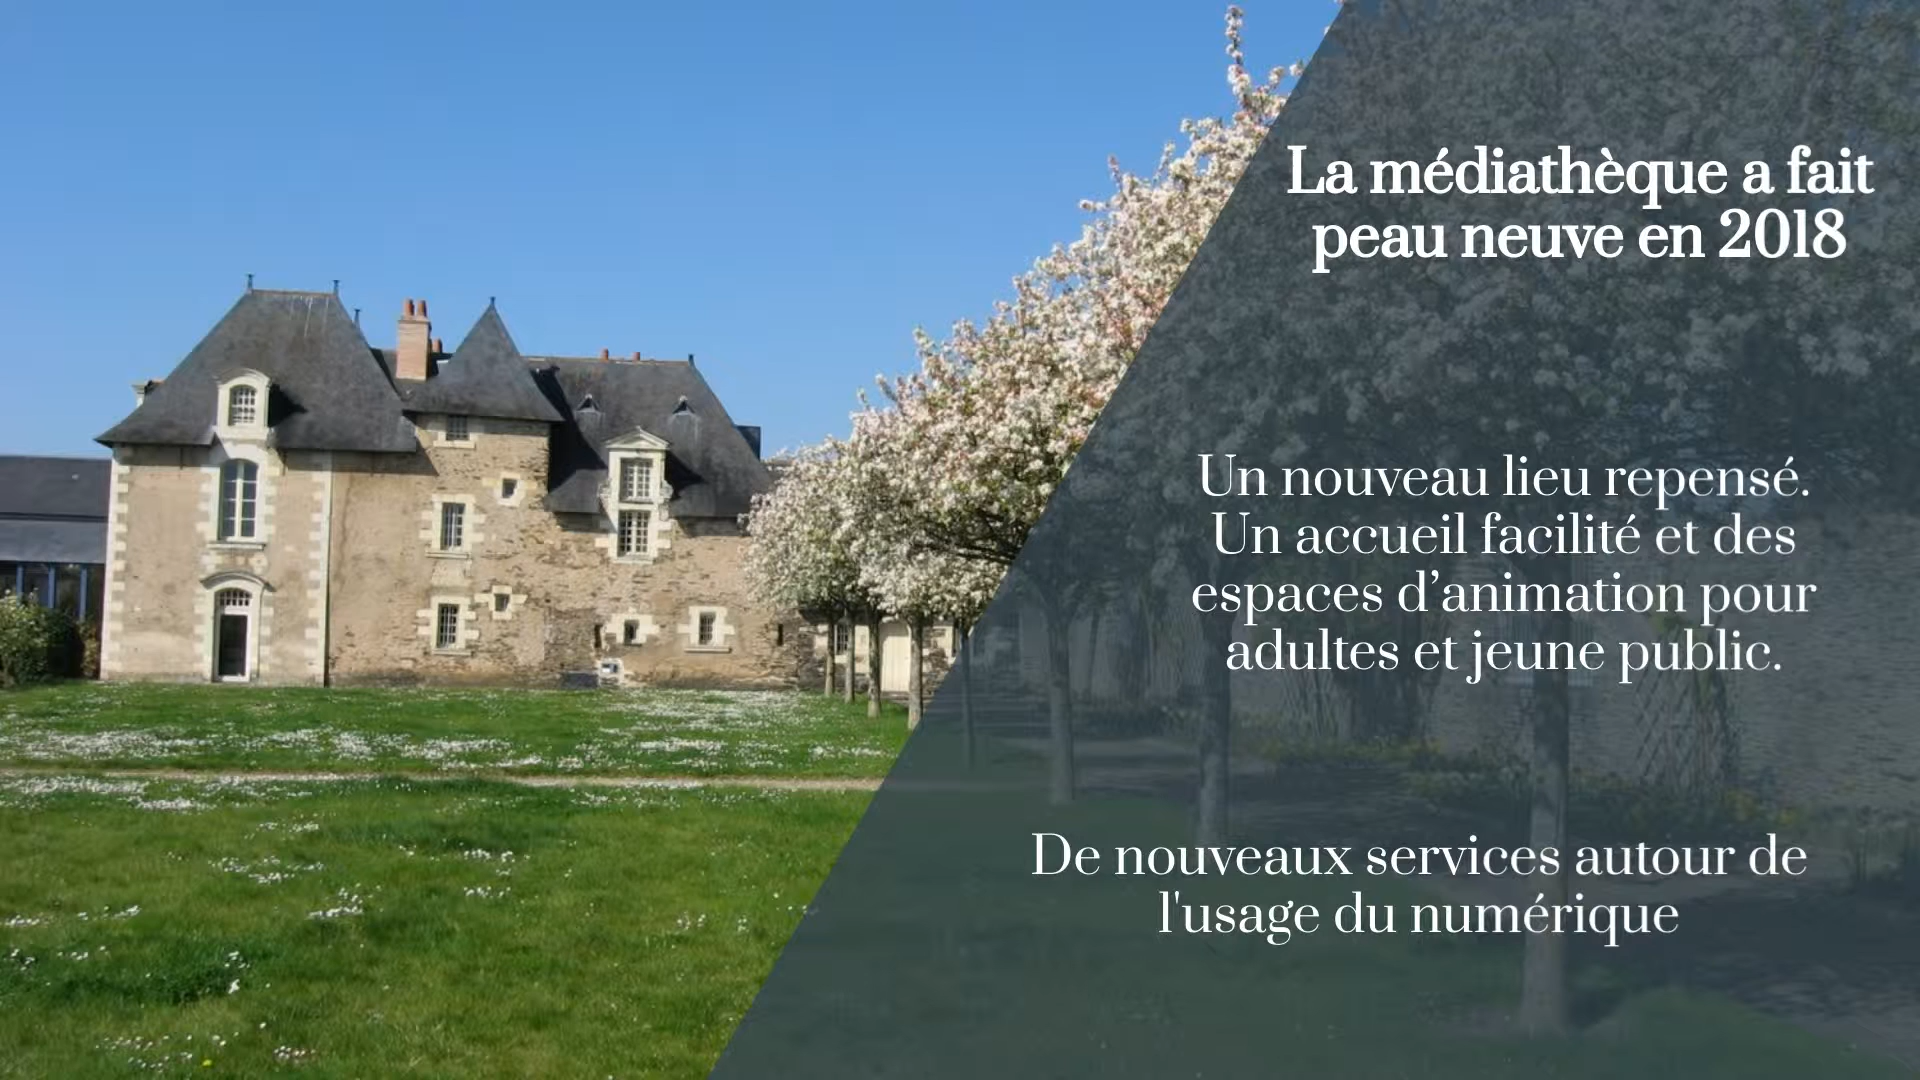 La médiathèque a fait
peau neuve en 2018
Un nouveau lieu repensé.
Un accueil facilité et des
espaces d’animation pour
adultes et jeune public.
De nouveaux services autour de
l'usage du numérique